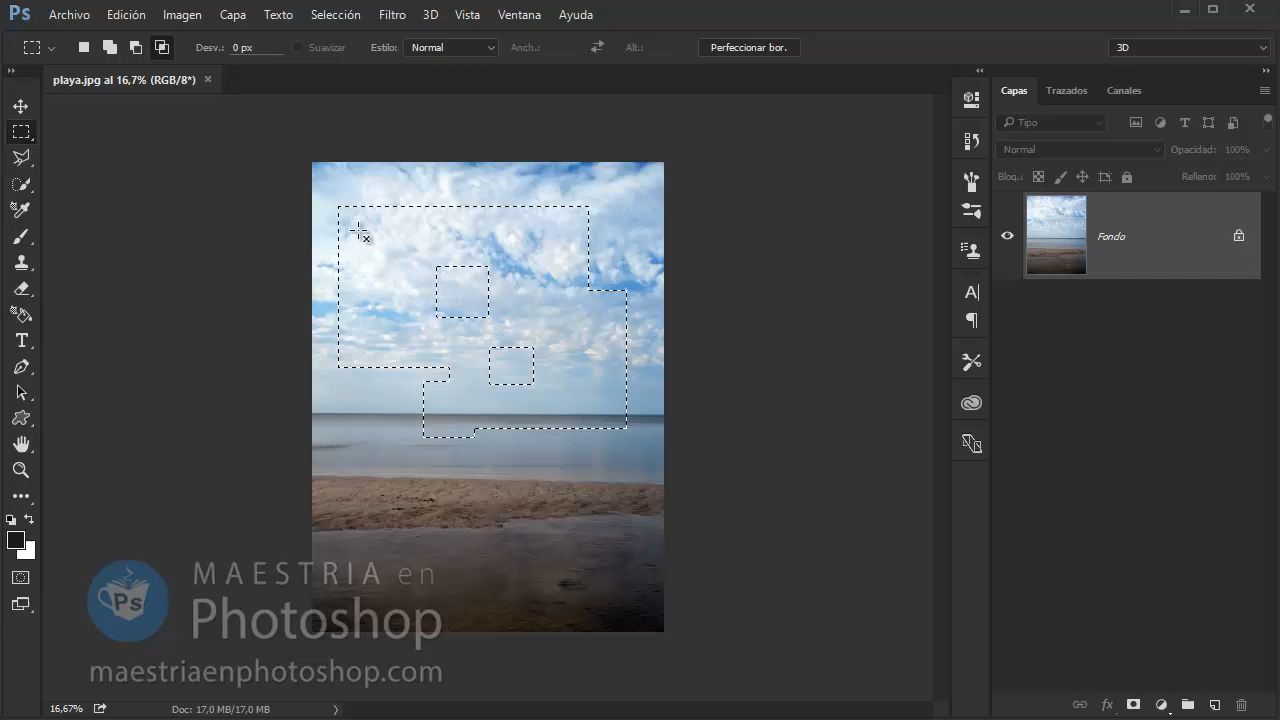 Ps Archivo Edición Imagen Capa Texto Selección Filtro 3D Vista Ventana Ayuda
Desv.: 0 px Suavizar Estilo: Normal Anch.: Alt.: Perfeccionar bor. 3D
playa.jpg al 16,7% (RGB/8*) ×
Capas Trazados Canales
Tipo
Normal Opacidad: 100%
Bloq.: Relleno: 100%
Fondo
MAESTRIA en
Ps Photoshop
maestriaenphotoshop.com
16,67% Doc: 17,0 MB/17,0 MB